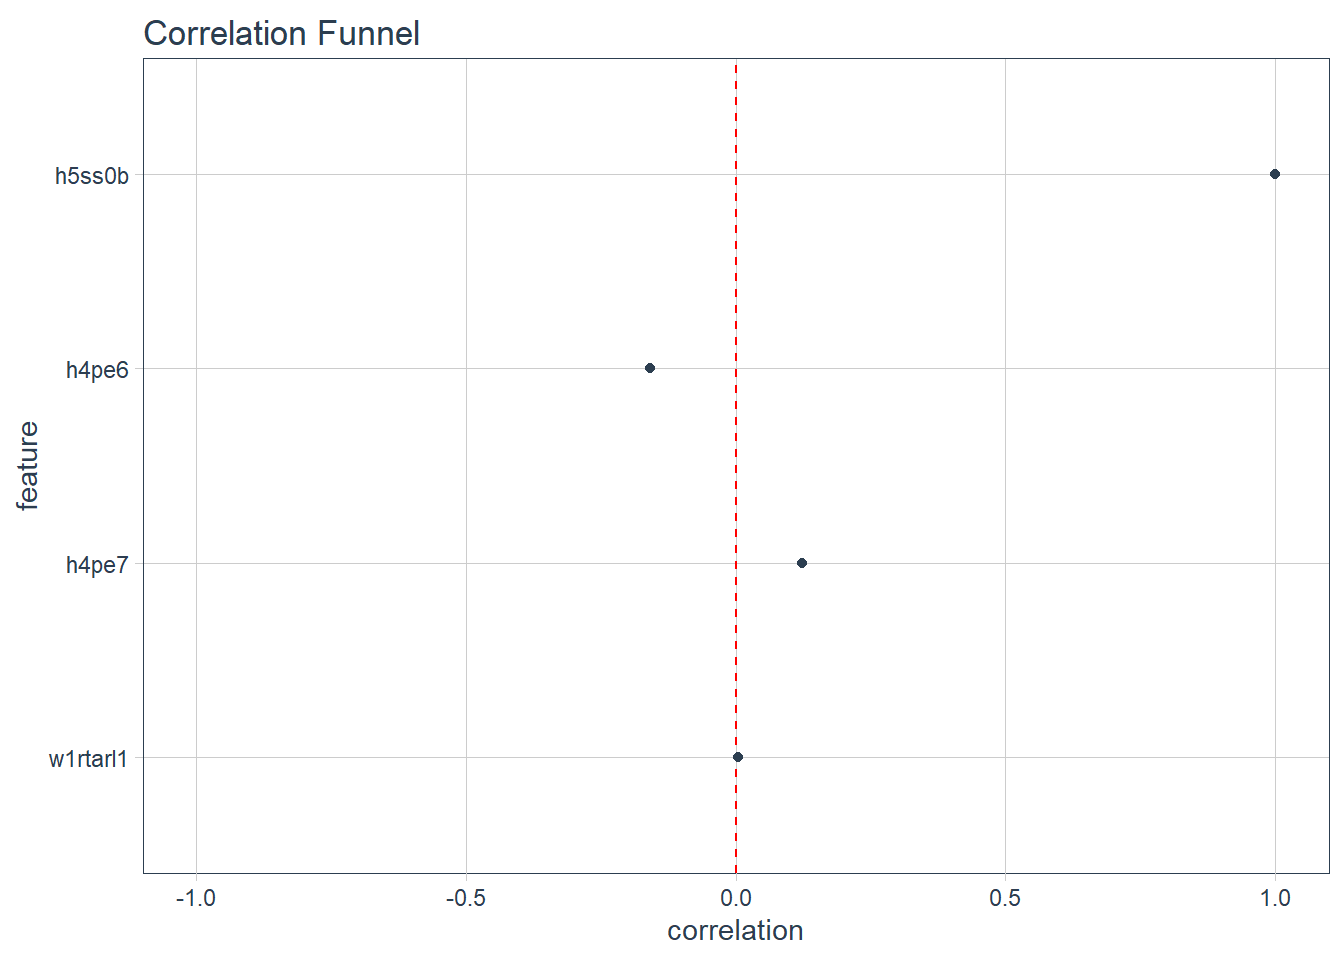 Correlation Funnel
h5ss0b
h4pe6
h4pe7
w1rtarl1
feature
-1.0 -0.5 0.0 0.5 1.0
correlation